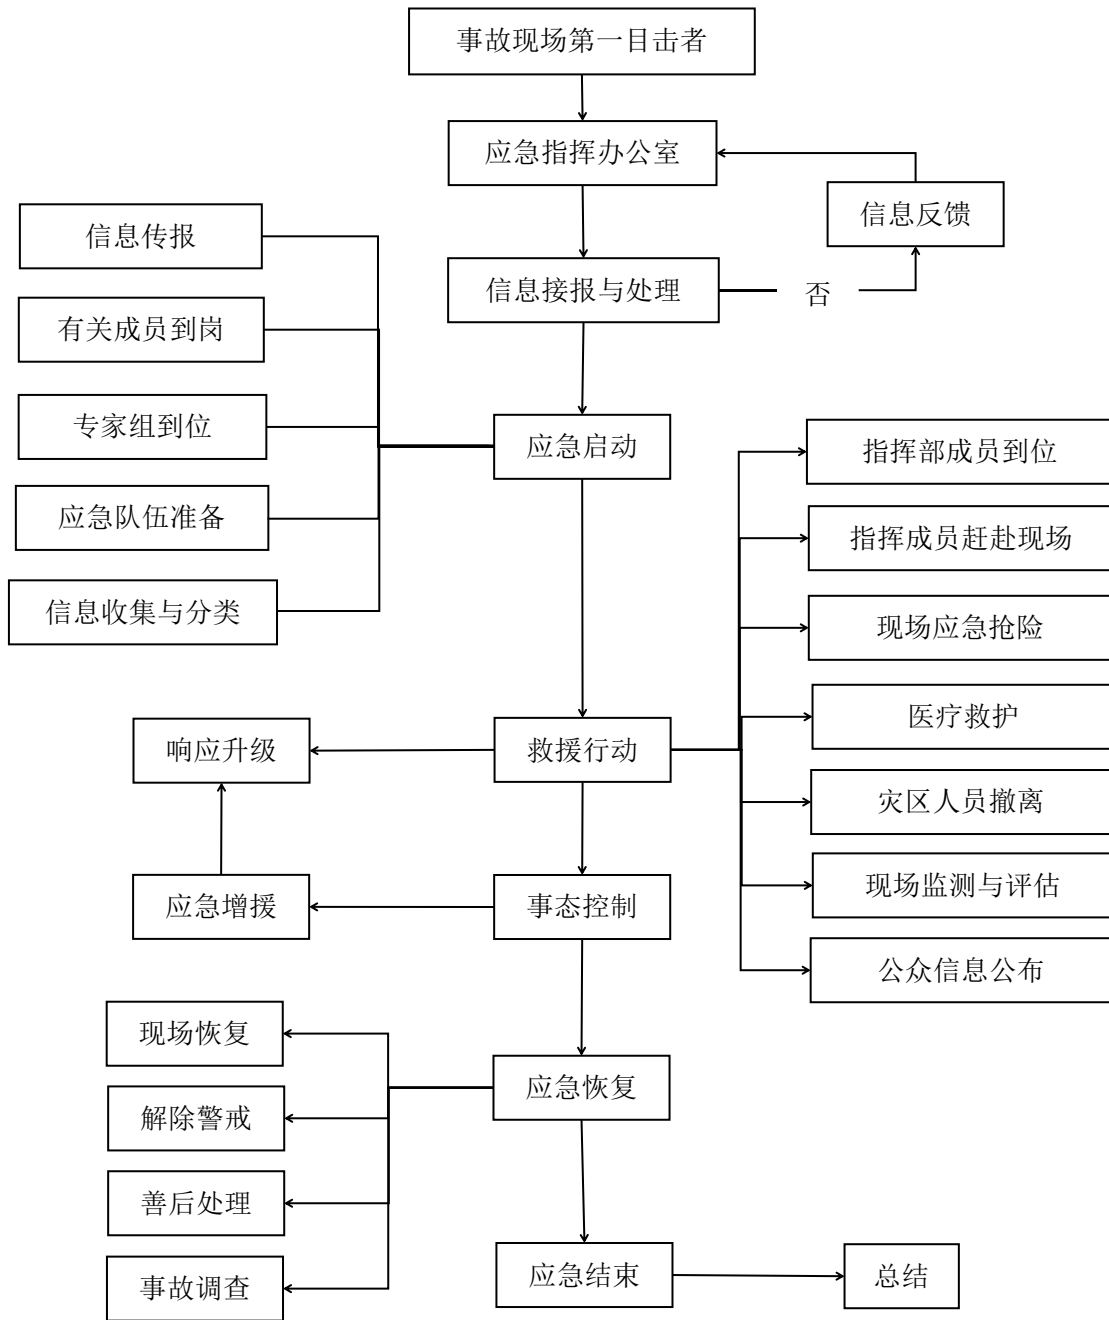 事故现场第一目击者
应急指挥办公室
信息反馈
信息传报
信息接报与处理
否
有关成员到岗
专家组到位
应急启动
指挥部成员到位
应急队伍准备
指挥成员赶赴现场
信息收集与分类
现场应急抢险
医疗救护
响应升级
救援行动
灾区人员撤离
现场监测与评估
应急增援
事态控制
公众信息公布
现场恢复
应急恢复
解除警戒
善后处理
事故调查
应急结束
总结